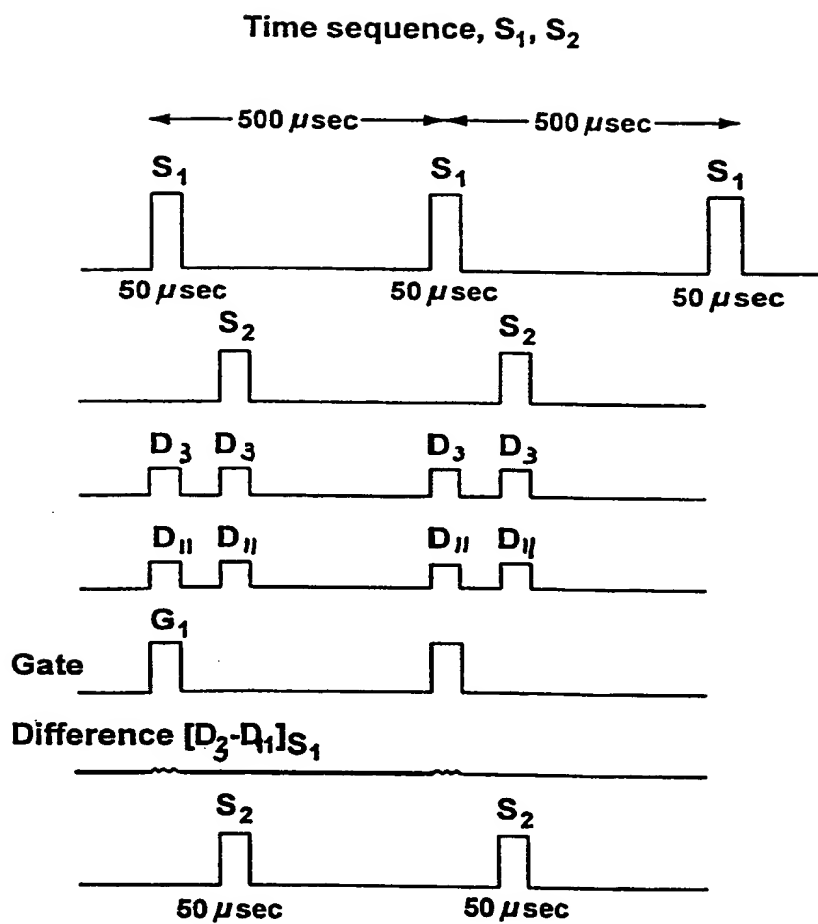 Time sequence, S1, S2
500 μsec 500 μsec
S1 S1 S1
50 μsec 50 μsec 50 μsec
S2 S2
D3 D3 D3 D3
D11 D11 D11 D11
G1
Gate
Difference [D3-D11]S1
S2 S2
50 μsec 50 μsec